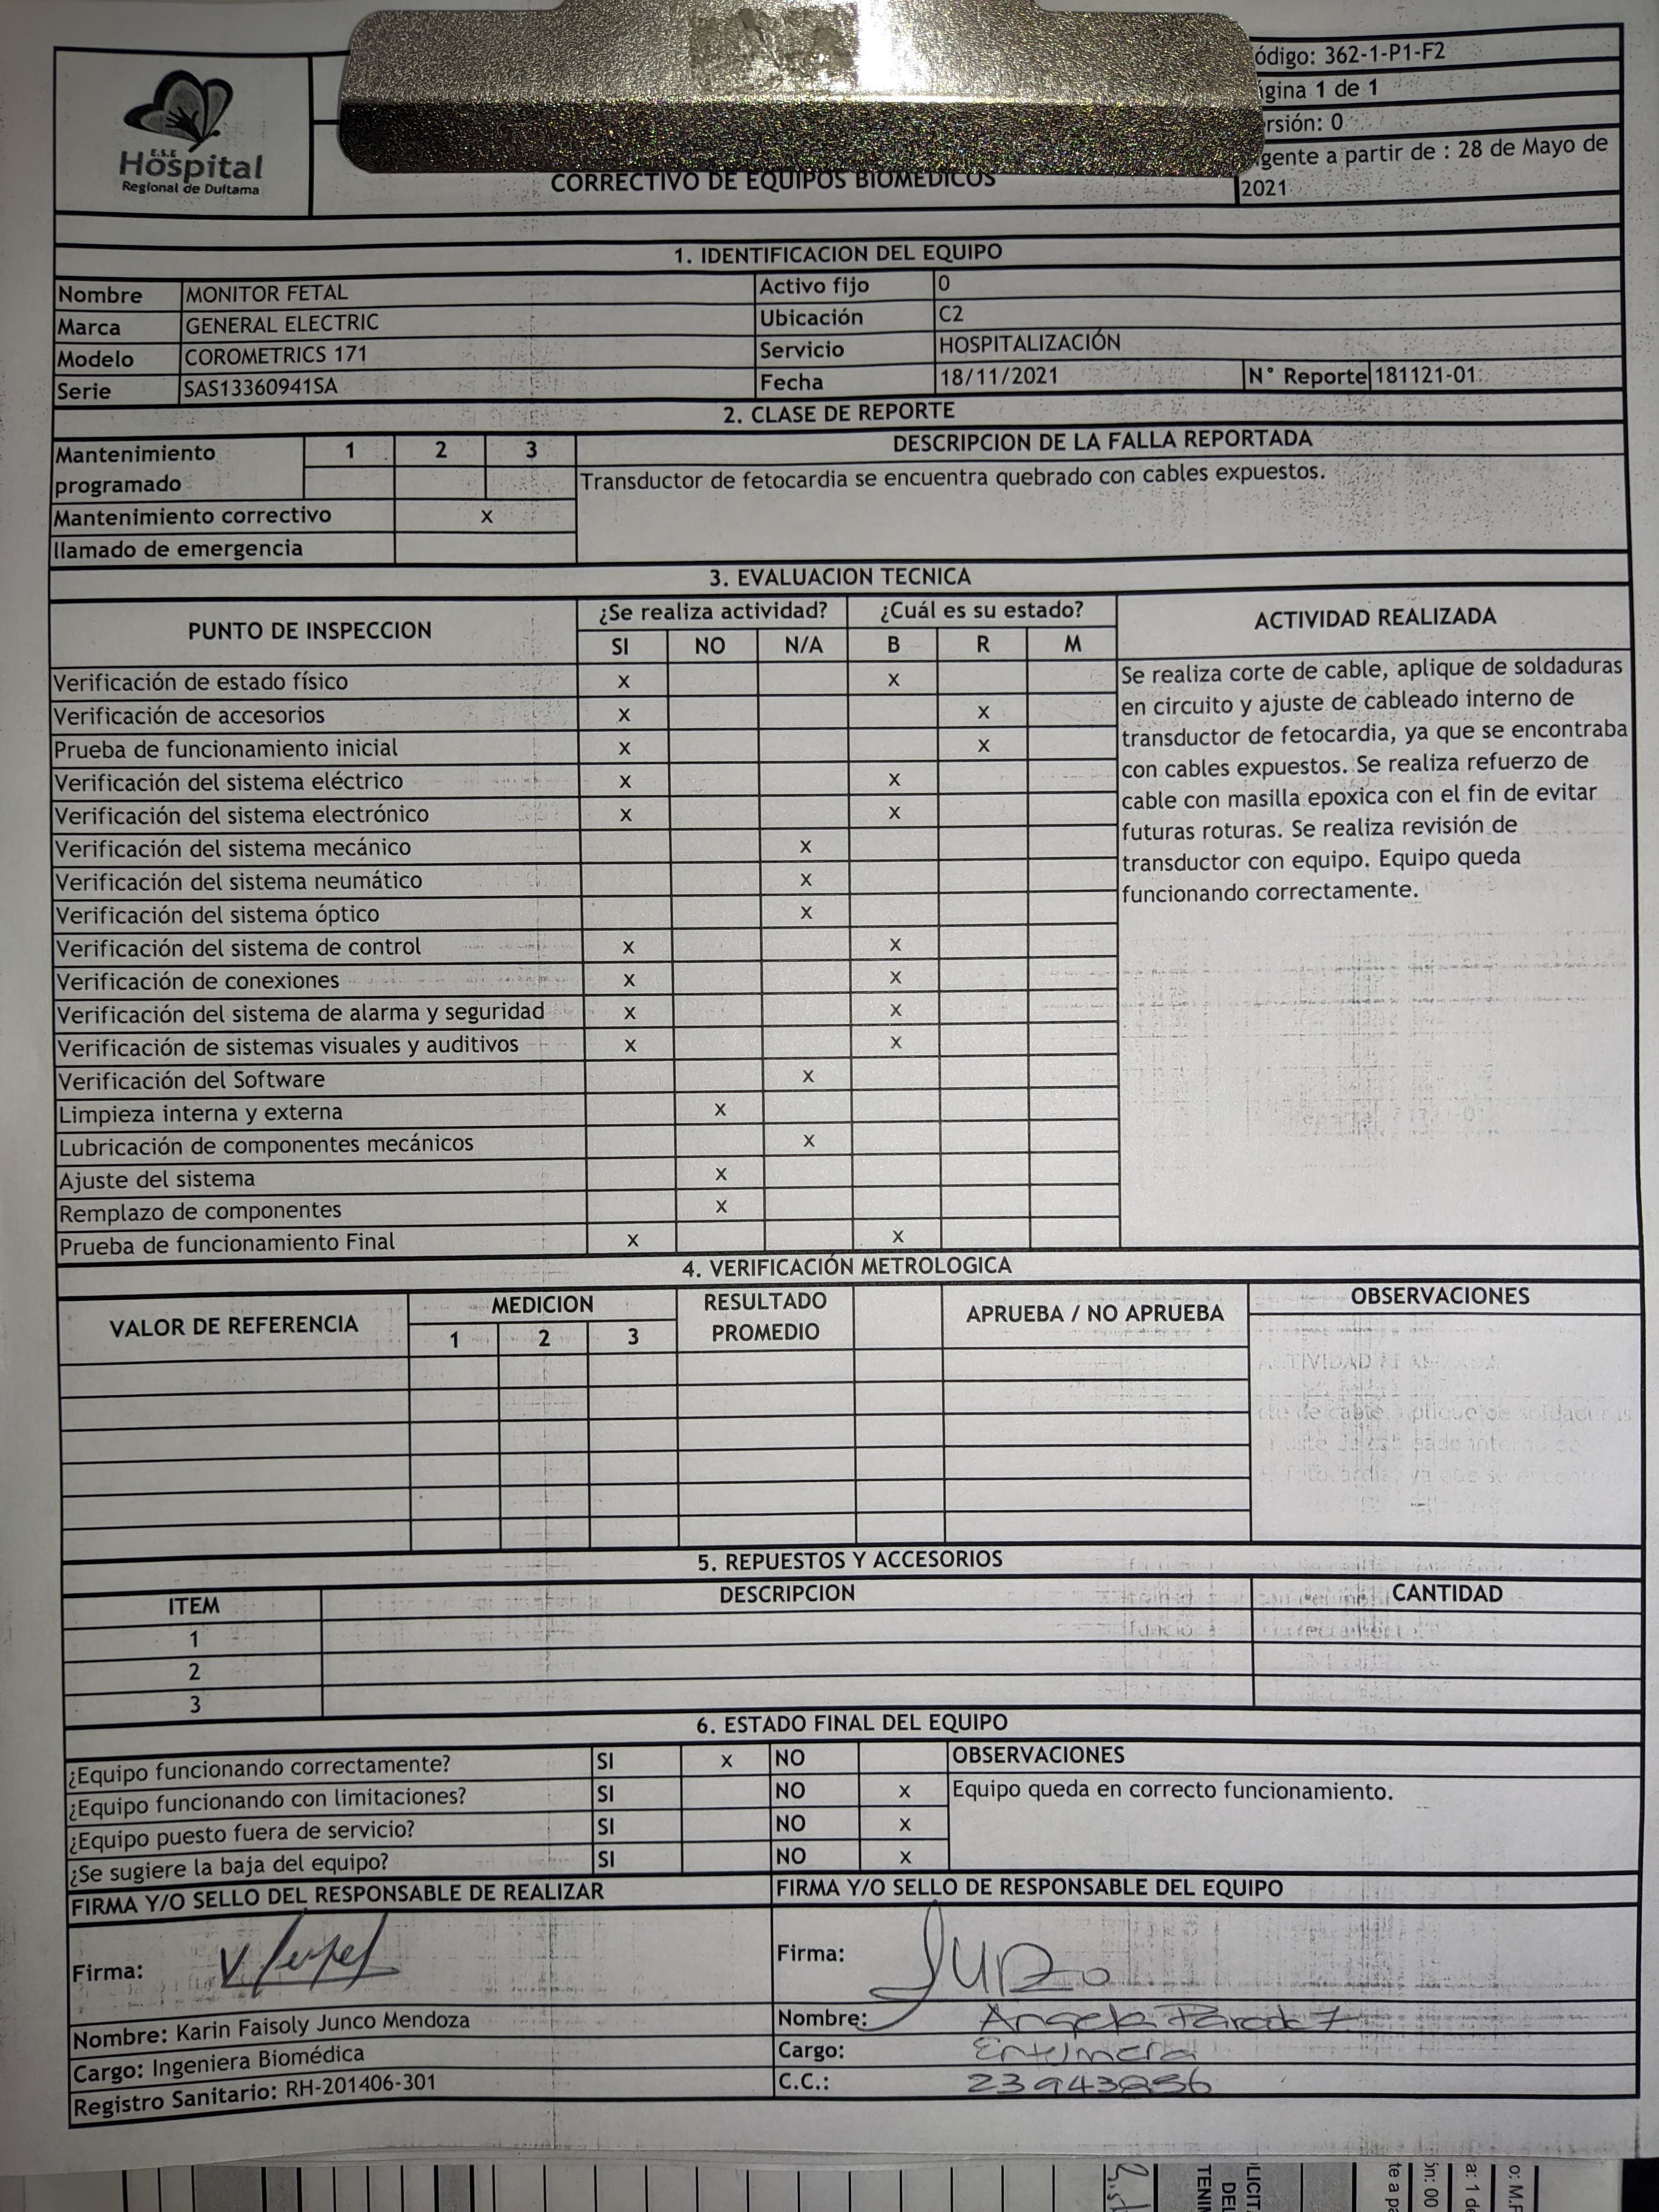 E.S.E
Hospital
Regional de Duitama
CORRECTIVO DE EQUIPOS BIOMEDICOS
ódigo: 362-1-P1-F2
ágina 1 de 1
rsión: 0
igente a partir de : 28 de Mayo de
2021
1. IDENTIFICACION DEL EQUIPO
Nombre MONITOR FETAL Activo fijo 0
Marca GENERAL ELECTRIC Ubicación C2
Modelo COROMETRICS 171 Servicio HOSPITALIZACIÓN
Serie SAS13360941SA Fecha 18/11/2021 N° Reporte 181121-01
2. CLASE DE REPORTE
Mantenimiento programado 1 2 3 DESCRIPCION DE LA FALLA REPORTADA
Transductor de fetocardia se encuentra quebrado con cables expuestos.
Mantenimiento correctivo x
llamado de emergencia
3. EVALUACION TECNICA
PUNTO DE INSPECCION ¿Se realiza actividad? ¿Cuál es su estado? ACTIVIDAD REALIZADA
SI NO N/A B R M
Verificación de estado físico x x
Verificación de accesorios x x
Prueba de funcionamiento inicial x x
Verificación del sistema eléctrico x x
Verificación del sistema electrónico x x
Verificación del sistema mecánico x
Verificación del sistema neumático x
Verificación del sistema óptico x
Verificación del sistema de control x x
Verificación de conexiones x x
Verificación del sistema de alarma y seguridad x x
Verificación de sistemas visuales y auditivos x x
Verificación del Software x
Limpieza interna y externa x
Lubricación de componentes mecánicos x
Ajuste del sistema x
Remplazo de componentes x
Prueba de funcionamiento Final x x
Se realiza corte de cable, aplique de soldaduras
en circuito y ajuste de cableado interno de
transductor de fetocardia, ya que se encontraba
con cables expuestos. Se realiza refuerzo de
cable con masilla epoxica con el fin de evitar
futuras roturas. Se realiza revisión de
transductor con equipo. Equipo queda
funcionando correctamente.
4. VERIFICACIÓN METROLOGICA
VALOR DE REFERENCIA MEDICION RESULTADO PROMEDIO APRUEBA / NO APRUEBA OBSERVACIONES
1 2 3
5. REPUESTOS Y ACCESORIOS
ITEM DESCRIPCION CANTIDAD
1
2
3
6. ESTADO FINAL DEL EQUIPO
¿Equipo funcionando correctamente? SI x NO OBSERVACIONES
¿Equipo funcionando con limitaciones? SI NO x Equipo queda en correcto funcionamiento.
¿Equipo puesto fuera de servicio? SI NO x
¿Se sugiere la baja del equipo? SI NO x
FIRMA Y/O SELLO DEL RESPONSABLE DE REALIZAR FIRMA Y/O SELLO DE RESPONSABLE DEL EQUIPO
Firma: Firma:
Nombre: Karin Faisoly Junco Mendoza Nombre: Angela
Cargo: Ingeniera Biomédica Cargo: Enfermera
Registro Sanitario: RH-201406-301 C.C.: 23943856